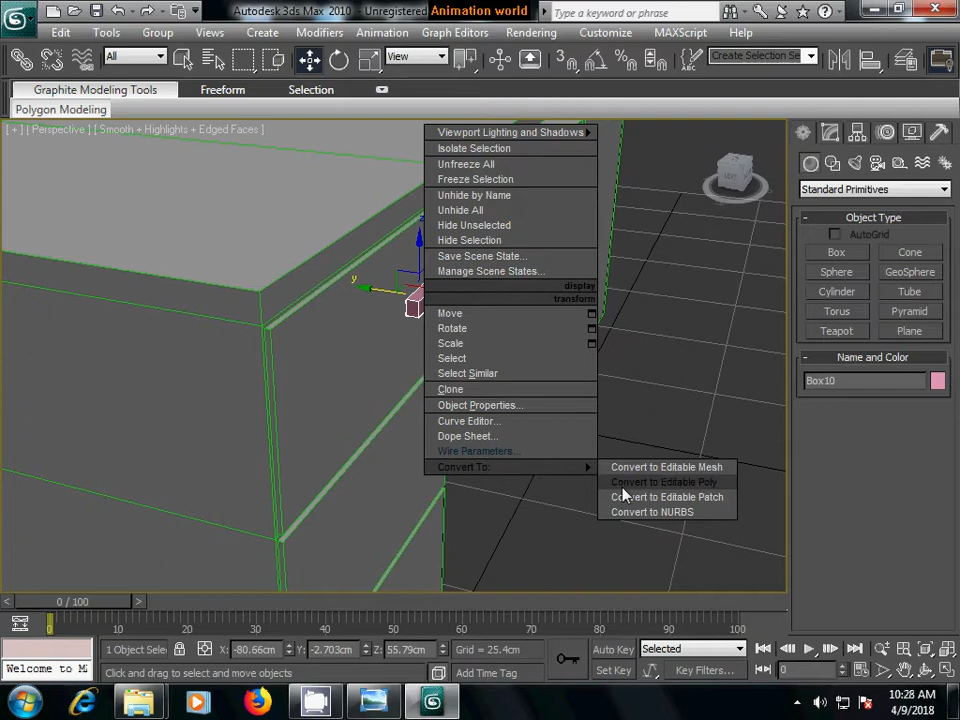 Autodesk 3ds Max 2010 - Unregistered
Animation world
Type a keyword or phrase
Edit Tools Group Views Create Modifiers Animation Graph Editors Rendering Customize MAXScript Help
All View Create Selection Se
Graphite Modeling Tools Freeform Selection
Polygon Modeling
[ + ] [ Perspective ] [ Smooth + Highlights + Edged Faces ]
Viewport Lighting and Shadows
Isolate Selection
Unfreeze All
Freeze Selection
Unhide by Name
Unhide All
Hide Unselected
Hide Selection
Save Scene State...
Manage Scene States...
display
transform
Move
Rotate
Scale
Select
Select Similar
Clone
Object Properties...
Curve Editor...
Dope Sheet...
Wire Parameters...
Convert To:
Convert to Editable Mesh
Convert to Editable Poly
Convert to Editable Patch
Convert to NURBS
y
Standard Primitives
Object Type
AutoGrid
Box Cone
Sphere GeoSphere
Cylinder Tube
Torus Pyramid
Teapot Plane
Name and Color
Box10
0 / 100
0 10 20 30 40 50 60 70 80 90 100
1 Object Sele X: -80.66cm Y: -2.703cm Z: 55.79cm Grid = 25.4cm Auto Key Selected
Welcome to M Click and drag to select and move objects Add Time Tag Set Key Key Filters... 0
10:28 AM
4/9/2018